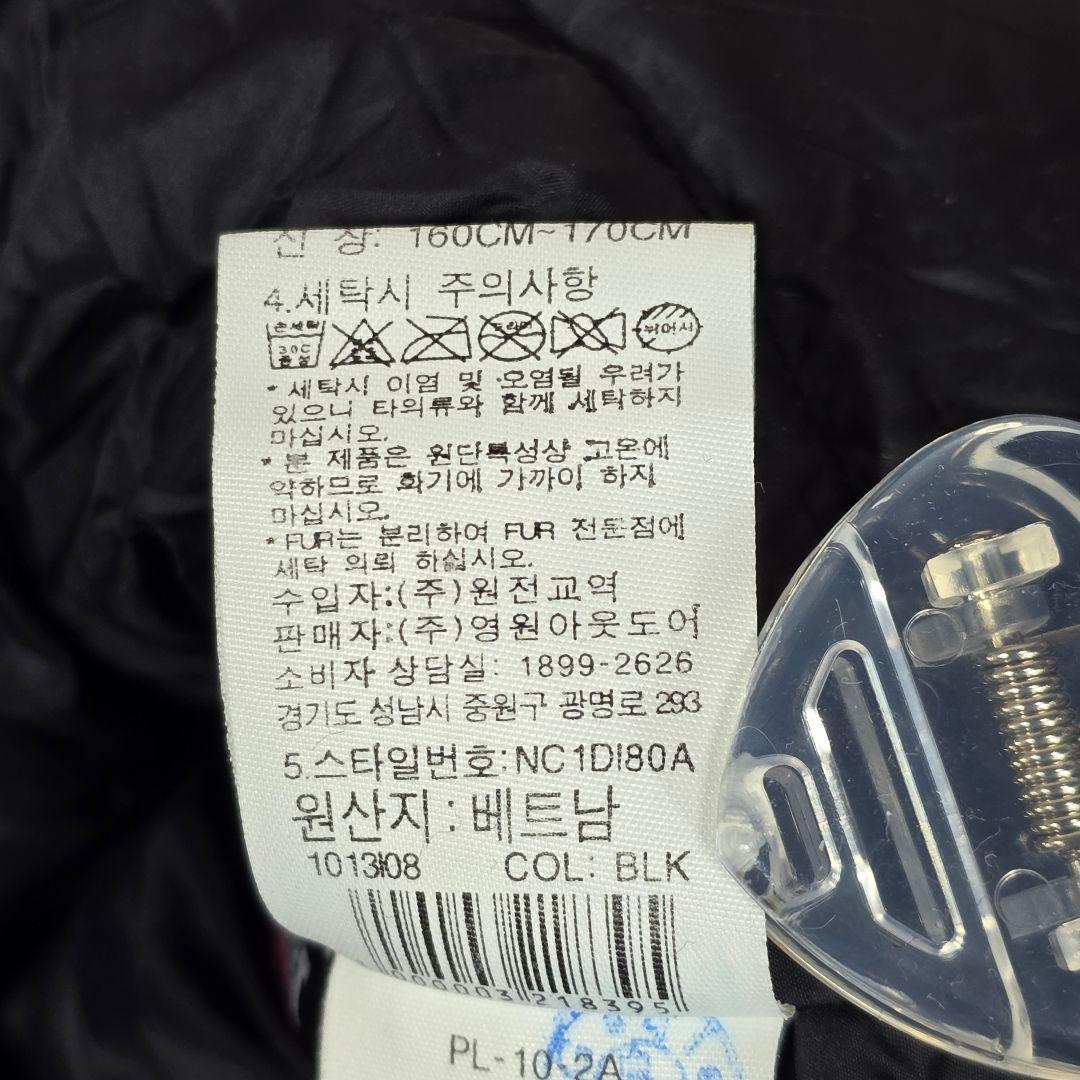 신 장: 160CM~170CM
4.세탁시 주의사항
손세탁 30C 중성 드라이 뉘어서
* 세탁시 이염 및 오염될 우려가
있으니 타의류와 함께 세탁하지
마십시오.
* 본 제품은 원단특성상 고온에
약하므로 화기에 가까이 하지
마십시오.
* FUR는 분리하여 FUR 전문점에
세탁 의뢰 하십시오.
수입자:(주)원전교역
판매자:(주)영원아웃도어
소비자 상담실: 1899-2626
경기도 성남시 중원구 광명로 293
5.스타일번호:NC1DI80A
원산지:베트남
1013I08 COL: BLK
000003218395
PL-10-2A